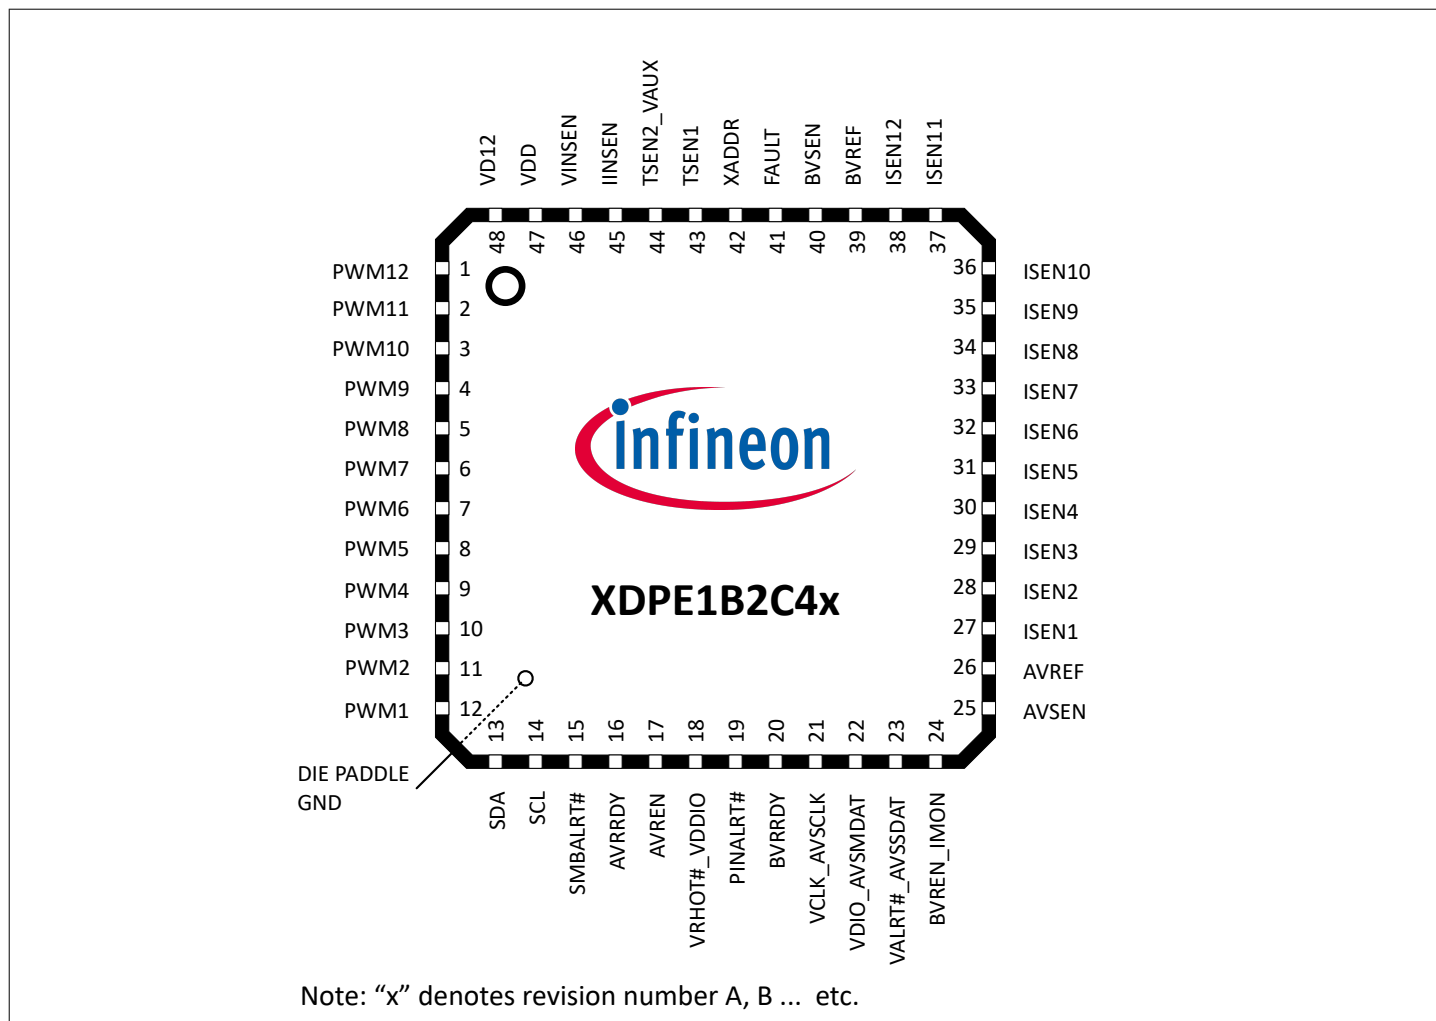 VD12
VDD
VINSEN
IINSEN
TSEN2_VAUX
TSEN1
XADDR
FAULT
BVSEN
BVREF
ISEN12
ISEN11
48
47
46
45
44
43
42
41
40
39
38
37
PWM12 1
PWM11 2
PWM10 3
PWM9 4
PWM8 5
PWM7 6
PWM6 7
PWM5 8
PWM4 9
PWM3 10
PWM2 11
PWM1 12
infineon
XDPE1B2C4x
36 ISEN10
35 ISEN9
34 ISEN8
33 ISEN7
32 ISEN6
31 ISEN5
30 ISEN4
29 ISEN3
28 ISEN2
27 ISEN1
26 AVREF
25 AVSEN
13
14
15
16
17
18
19
20
21
22
23
24
DIE PADDLE
GND
SDA
SCL
SMBALRT#
AVRRDY
AVREN
VRHOT#_VDDIO
PINALRT#
BVRRDY
VCLK_AVSCLK
VDIO_AVSMDAT
VALRT#_AVSSDAT
BVREN_IMON
Note: “x” denotes revision number A, B ... etc.